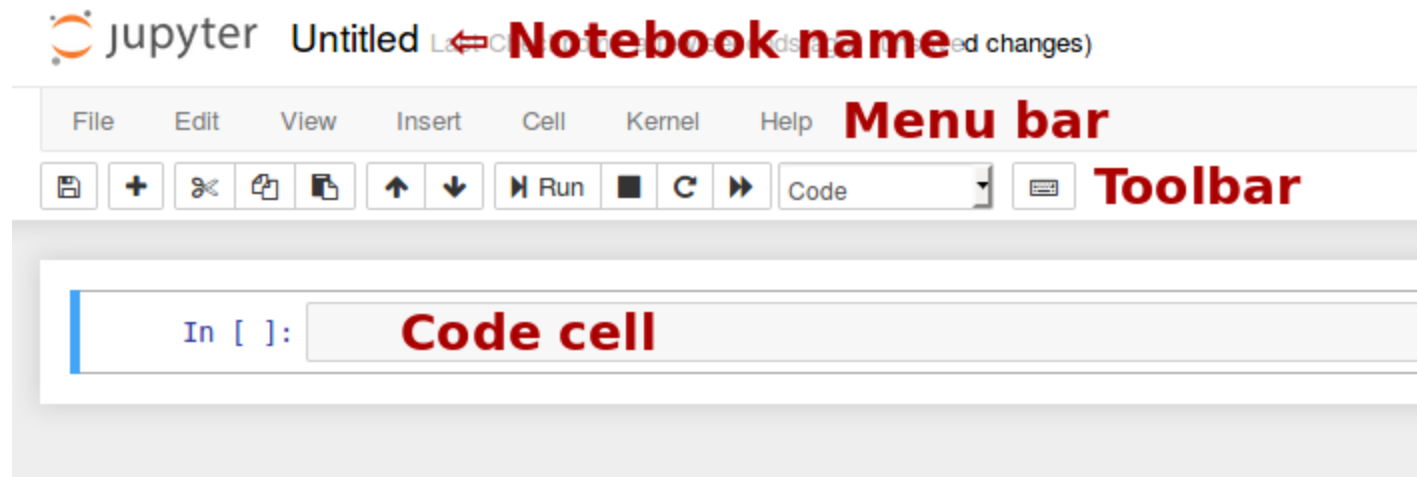 jupyter Untitled ⇐ Notebook name d changes)
File Edit View Insert Cell Kernel Help Menu bar
Run Code Toolbar
In [ ]: Code cell